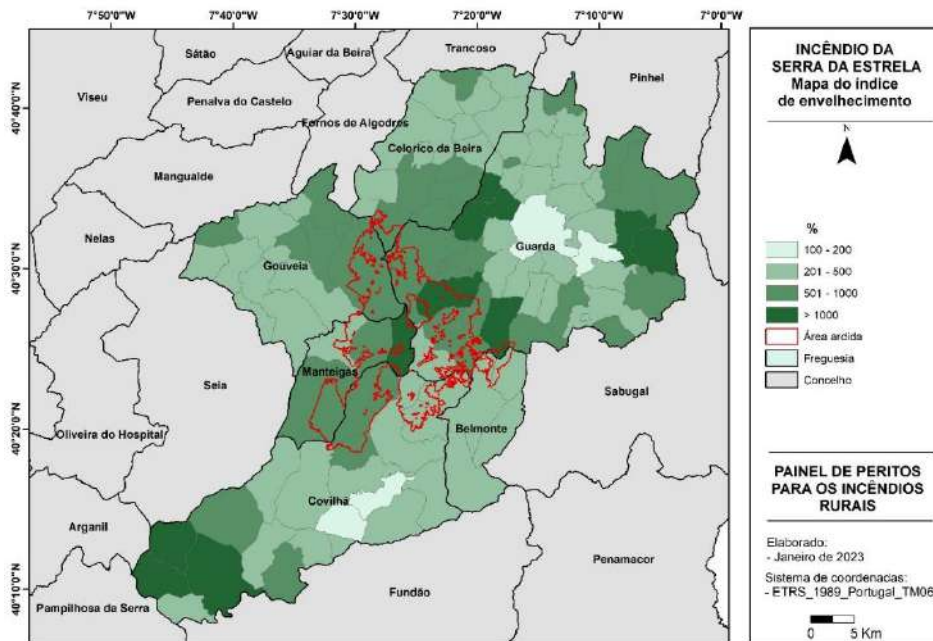 7°50'0"W
7°40'0"W
7°30'0"W
7°20'0"W
7°10'0"W
7°0'0"W
40°40'0"N
40°30'0"N
40°20'0"N
40°10'0"N
Sátão
Aguiar da Beira
Trancoso
Pinhel
Viseu
Penalva do Castelo
Fornos de Algodres
Celorico da Beira
Mangualde
Nelas
Gouveia
Guarda
Seia
Manteigas
Sabugal
Oliveira do Hospital
Belmonte
Covilhã
Arganil
Penamacor
Fundão
Pampilhosa da Serra
INCÊNDIO DA
SERRA DA ESTRELA
Mapa do índice
de envelhecimento
N
%
100 - 200
201 - 500
501 - 1000
> 1000
Área ardida
Freguesia
Concelho
PAINEL DE PERITOS
PARA OS INCÊNDIOS
RURAIS
Elaborado:
- Janeiro de 2023
Sistema de coordenacas:
- ETRS_1989_Portugal_TM06
0 5 Km